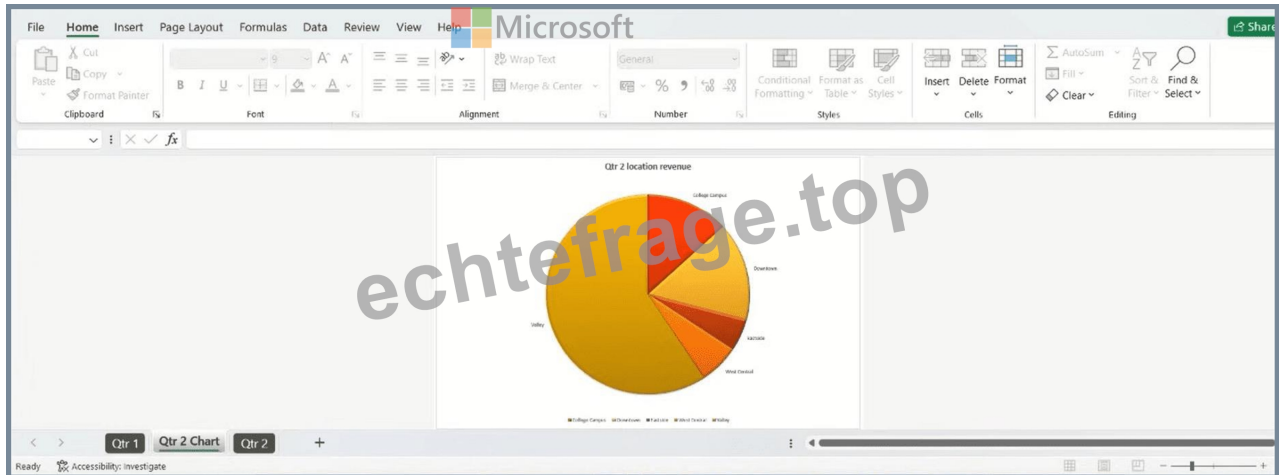 File Home Insert Page Layout Formulas Data Review View Help
Microsoft
Share
Cut
Copy
Paste
Format Painter
Clipboard
9
B I U
Font
Wrap Text
Merge & Center
Alignment
General
Number
Conditional Formatting
Format as Table
Cell Styles
Styles
Insert Delete Format
Cells
AutoSum
Fill
Clear
Sort & Filter
Find & Select
Editing
fx
Qtr 2 location revenue
College Campus
Downtown
Eastside
West Central
Valley
echtefrage.top
Qtr 1 Qtr 2 Chart Qtr 2
Ready Accessibility: Investigate